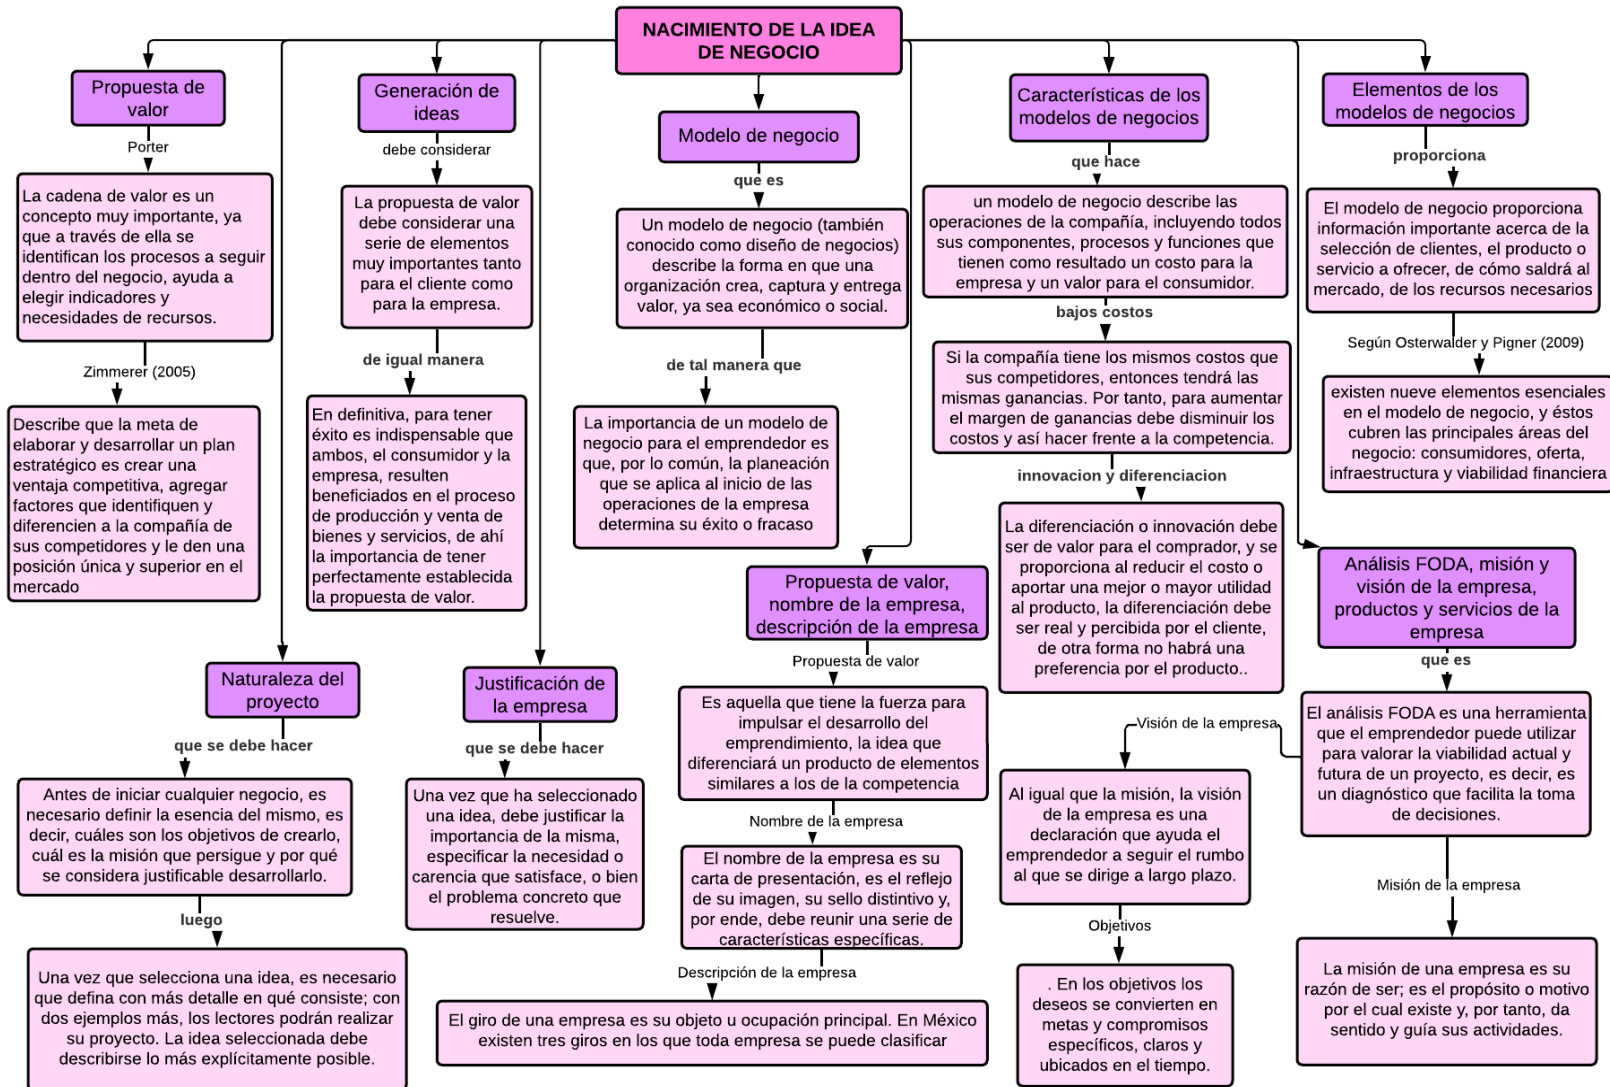 NACIMIENTO DE LA IDEA
DE NEGOCIO
Propuesta de
valor
Porter
La cadena de valor es un
concepto muy importante, ya
que a través de ella se
identifican los procesos a seguir
dentro del negocio, ayuda a
elegir indicadores y
necesidades de recursos.
Zimmerer (2005)
Describe que la meta de
elaborar y desarrollar un plan
estratégico es crear una
ventaja competitiva, agregar
factores que identifiquen y
diferencien a la compañía de
sus competidores y le den una
posición única y superior en el
mercado
Generación de
ideas
debe considerar
La propuesta de valor
debe considerar una
serie de elementos
muy importantes tanto
para el cliente como
para la empresa.
de igual manera
En definitiva, para tener
éxito es indispensable que
ambos, el consumidor y la
empresa, resulten
beneficiados en el proceso
de producción y venta de
bienes y servicios, de ahí
la importancia de tener
perfectamente establecida
la propuesta de valor.
Modelo de negocio
que es
Un modelo de negocio (también
conocido como diseño de negocios)
describe la forma en que una
organización crea, captura y entrega
valor, ya sea económico o social.
de tal manera que
La importancia de un modelo de
negocio para el emprendedor es
que, por lo común, la planeación
que se aplica al inicio de las
operaciones de la empresa
determina su éxito o fracaso
Características de los
modelos de negocios
que hace
un modelo de negocio describe las
operaciones de la compañía, incluyendo todos
sus componentes, procesos y funciones que
tienen como resultado un costo para la
empresa y un valor para el consumidor.
bajos costos
Si la compañía tiene los mismos costos que
sus competidores, entonces tendrá las
mismas ganancias. Por tanto, para aumentar
el margen de ganancias debe disminuir los
costos y así hacer frente a la competencia.
innovacion y diferenciacion
La diferenciación o innovación debe
ser de valor para el comprador, y se
proporciona al reducir el costo o
aportar una mejor o mayor utilidad
al producto, la diferenciación debe
ser real y percibida por el cliente,
de otra forma no habrá una
preferencia por el producto..
Elementos de los
modelos de negocios
proporciona
El modelo de negocio proporciona
información importante acerca de la
selección de clientes, el producto o
servicio a ofrecer, de cómo saldrá al
mercado, de los recursos necesarios
Según Osterwalder y Pigner (2009)
existen nueve elementos esenciales
en el modelo de negocio, y éstos
cubren las principales áreas del
negocio: consumidores, oferta,
infraestructura y viabilidad financiera
Naturaleza del
proyecto
que se debe hacer
Antes de iniciar cualquier negocio, es
necesario definir la esencia del mismo, es
decir, cuáles son los objetivos de crearlo,
cuál es la misión que persigue y por qué
se considera justificable desarrollarlo.
luego
Una vez que selecciona una idea, es necesario
que defina con más detalle en qué consiste; con
dos ejemplos más, los lectores podrán realizar
su proyecto. La idea seleccionada debe
describirse lo más explícitamente posible.
Justificación de
la empresa
que se debe hacer
Una vez que ha seleccionado
una idea, debe justificar la
importancia de la misma,
especificar la necesidad o
carencia que satisface, o bien
el problema concreto que
resuelve.
Propuesta de valor,
nombre de la empresa,
descripción de la empresa
Propuesta de valor
Es aquella que tiene la fuerza para
impulsar el desarrollo del
emprendimiento, la idea que
diferenciará un producto de elementos
similares a los de la competencia
Nombre de la empresa
El nombre de la empresa es su
carta de presentación, es el reflejo
de su imagen, su sello distintivo y,
por ende, debe reunir una serie de
características específicas.
Descripción de la empresa
El giro de una empresa es su objeto u ocupación principal. En México
existen tres giros en los que toda empresa se puede clasificar
Análisis FODA, misión y
visión de la empresa,
productos y servicios de la
empresa
que es
El análisis FODA es una herramienta
que el emprendedor puede utilizar
para valorar la viabilidad actual y
futura de un proyecto, es decir, es
un diagnóstico que facilita la toma
de decisiones.
Visión de la empresa
Al igual que la misión, la visión
de la empresa es una
declaración que ayuda el
emprendedor a seguir el rumbo
al que se dirige a largo plazo.
Objetivos
. En los objetivos los
deseos se convierten en
metas y compromisos
específicos, claros y
ubicados en el tiempo.
Misión de la empresa
La misión de una empresa es su
razón de ser; es el propósito o motivo
por el cual existe y, por tanto, da
sentido y guía sus actividades.